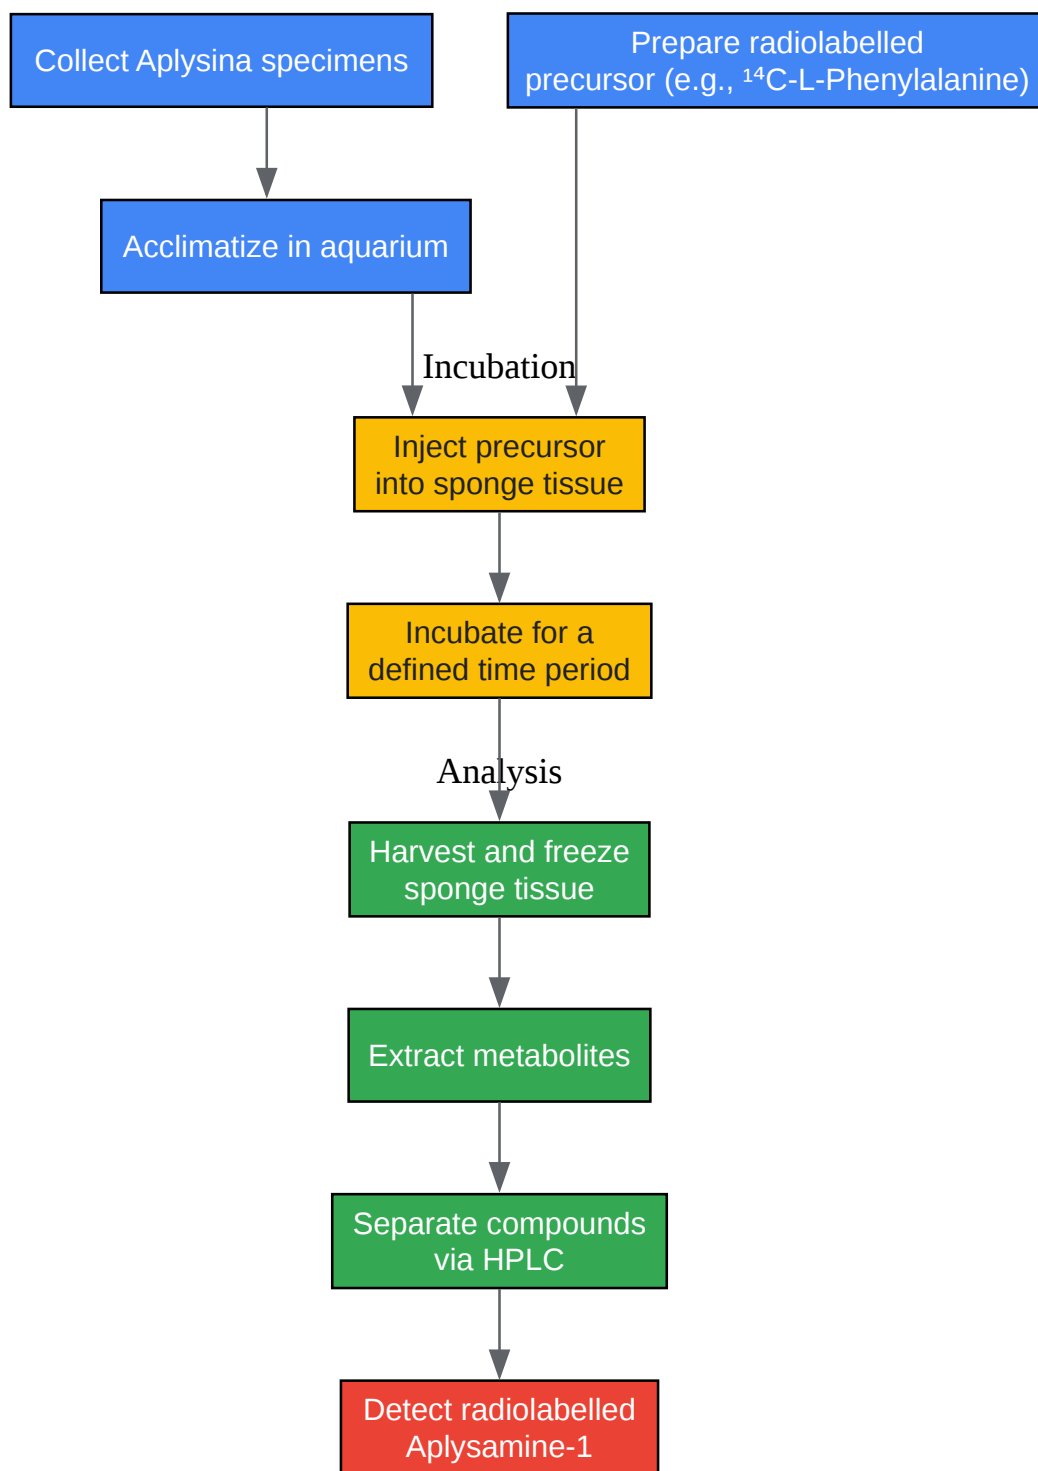 Collect Aplysina specimens
Prepare radiolabelled
precursor (e.g., ¹⁴C-L-Phenylalanine)
Acclimatize in aquarium
Incubation
Inject precursor
into sponge tissue
Incubate for a
defined time period
Analysis
Harvest and freeze
sponge tissue
Extract metabolites
Separate compounds
via HPLC
Detect radiolabelled
Aplysamine-1